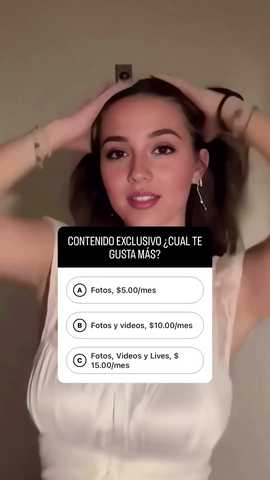 CONTENIDO EXCLUSIVO ¿CUAL TE
GUSTA MÁS?
A Fotos, $5.00/mes
B Fotos y videos, $10.00/mes
C Fotos, Videos y Lives, $
15.00/mes